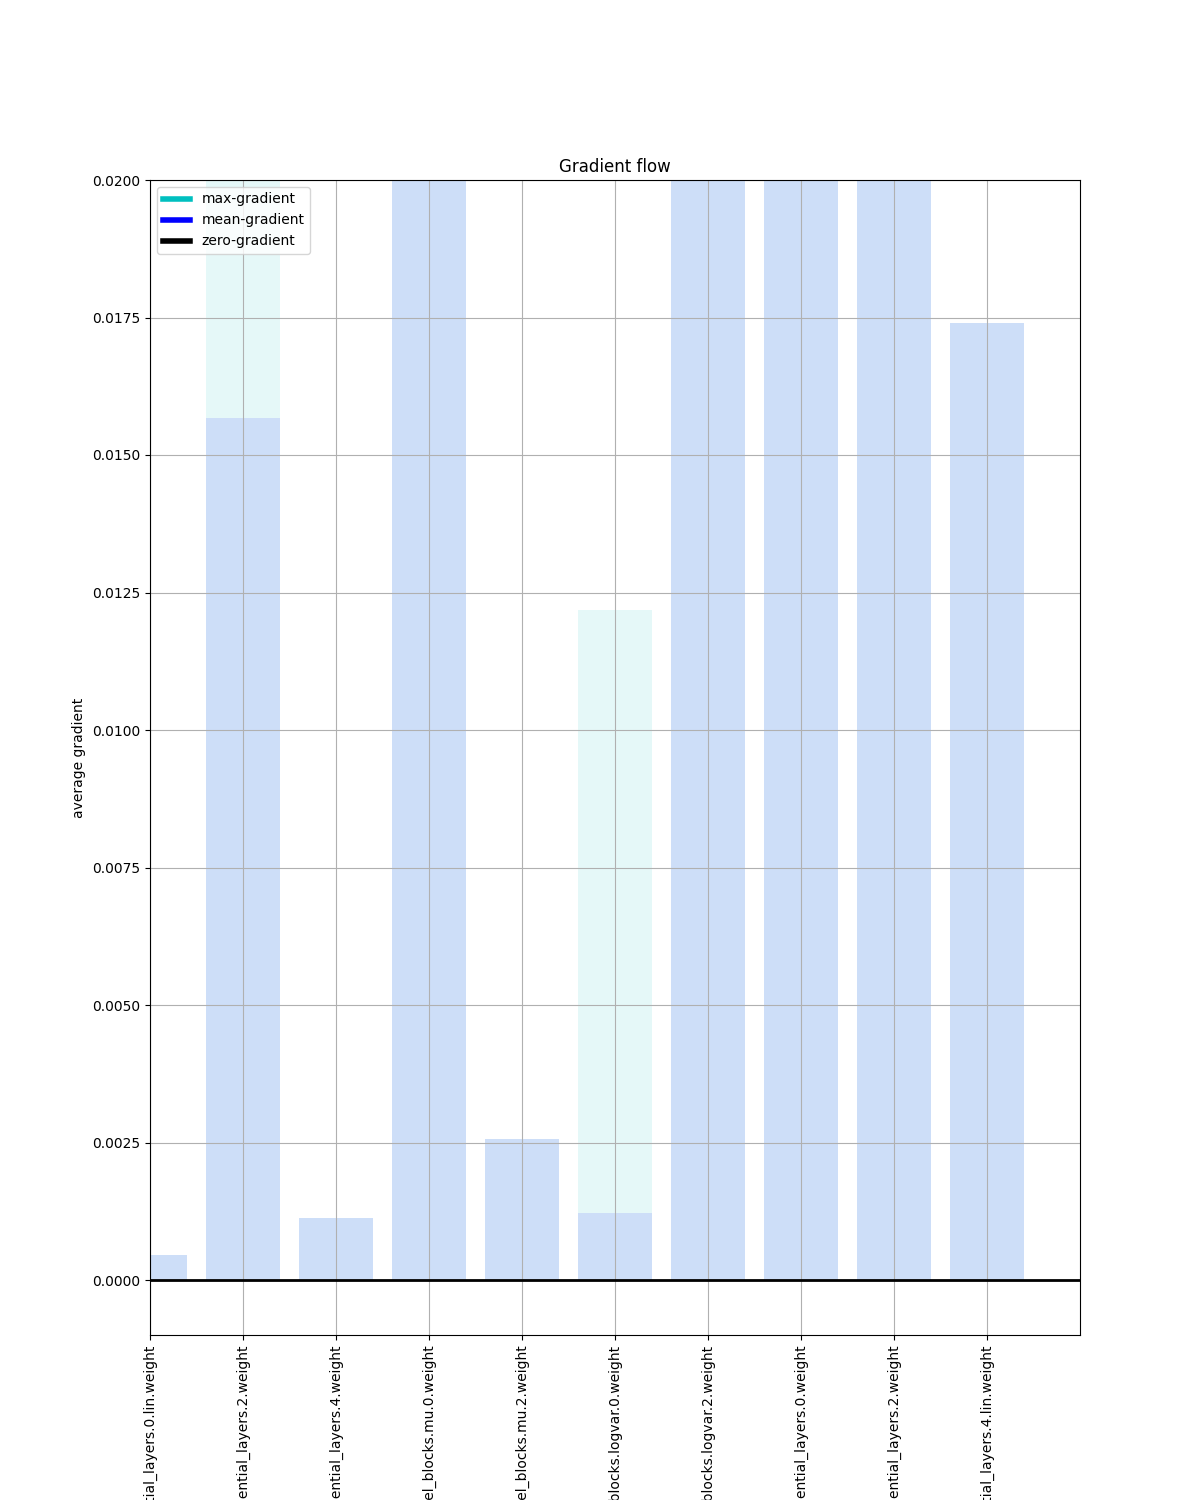 Gradient flow
max-gradient
mean-gradient
zero-gradient
0.0200
0.0175
0.0150
0.0125
0.0100
0.0075
0.0050
0.0025
0.0000
average gradient
tial_layers.0.lin.weight
ential_layers.2.weight
ential_layers.4.weight
el_blocks.mu.0.weight
el_blocks.mu.2.weight
blocks.logvar.0.weight
blocks.logvar.2.weight
ential_layers.0.weight
ential_layers.2.weight
tial_layers.4.lin.weight